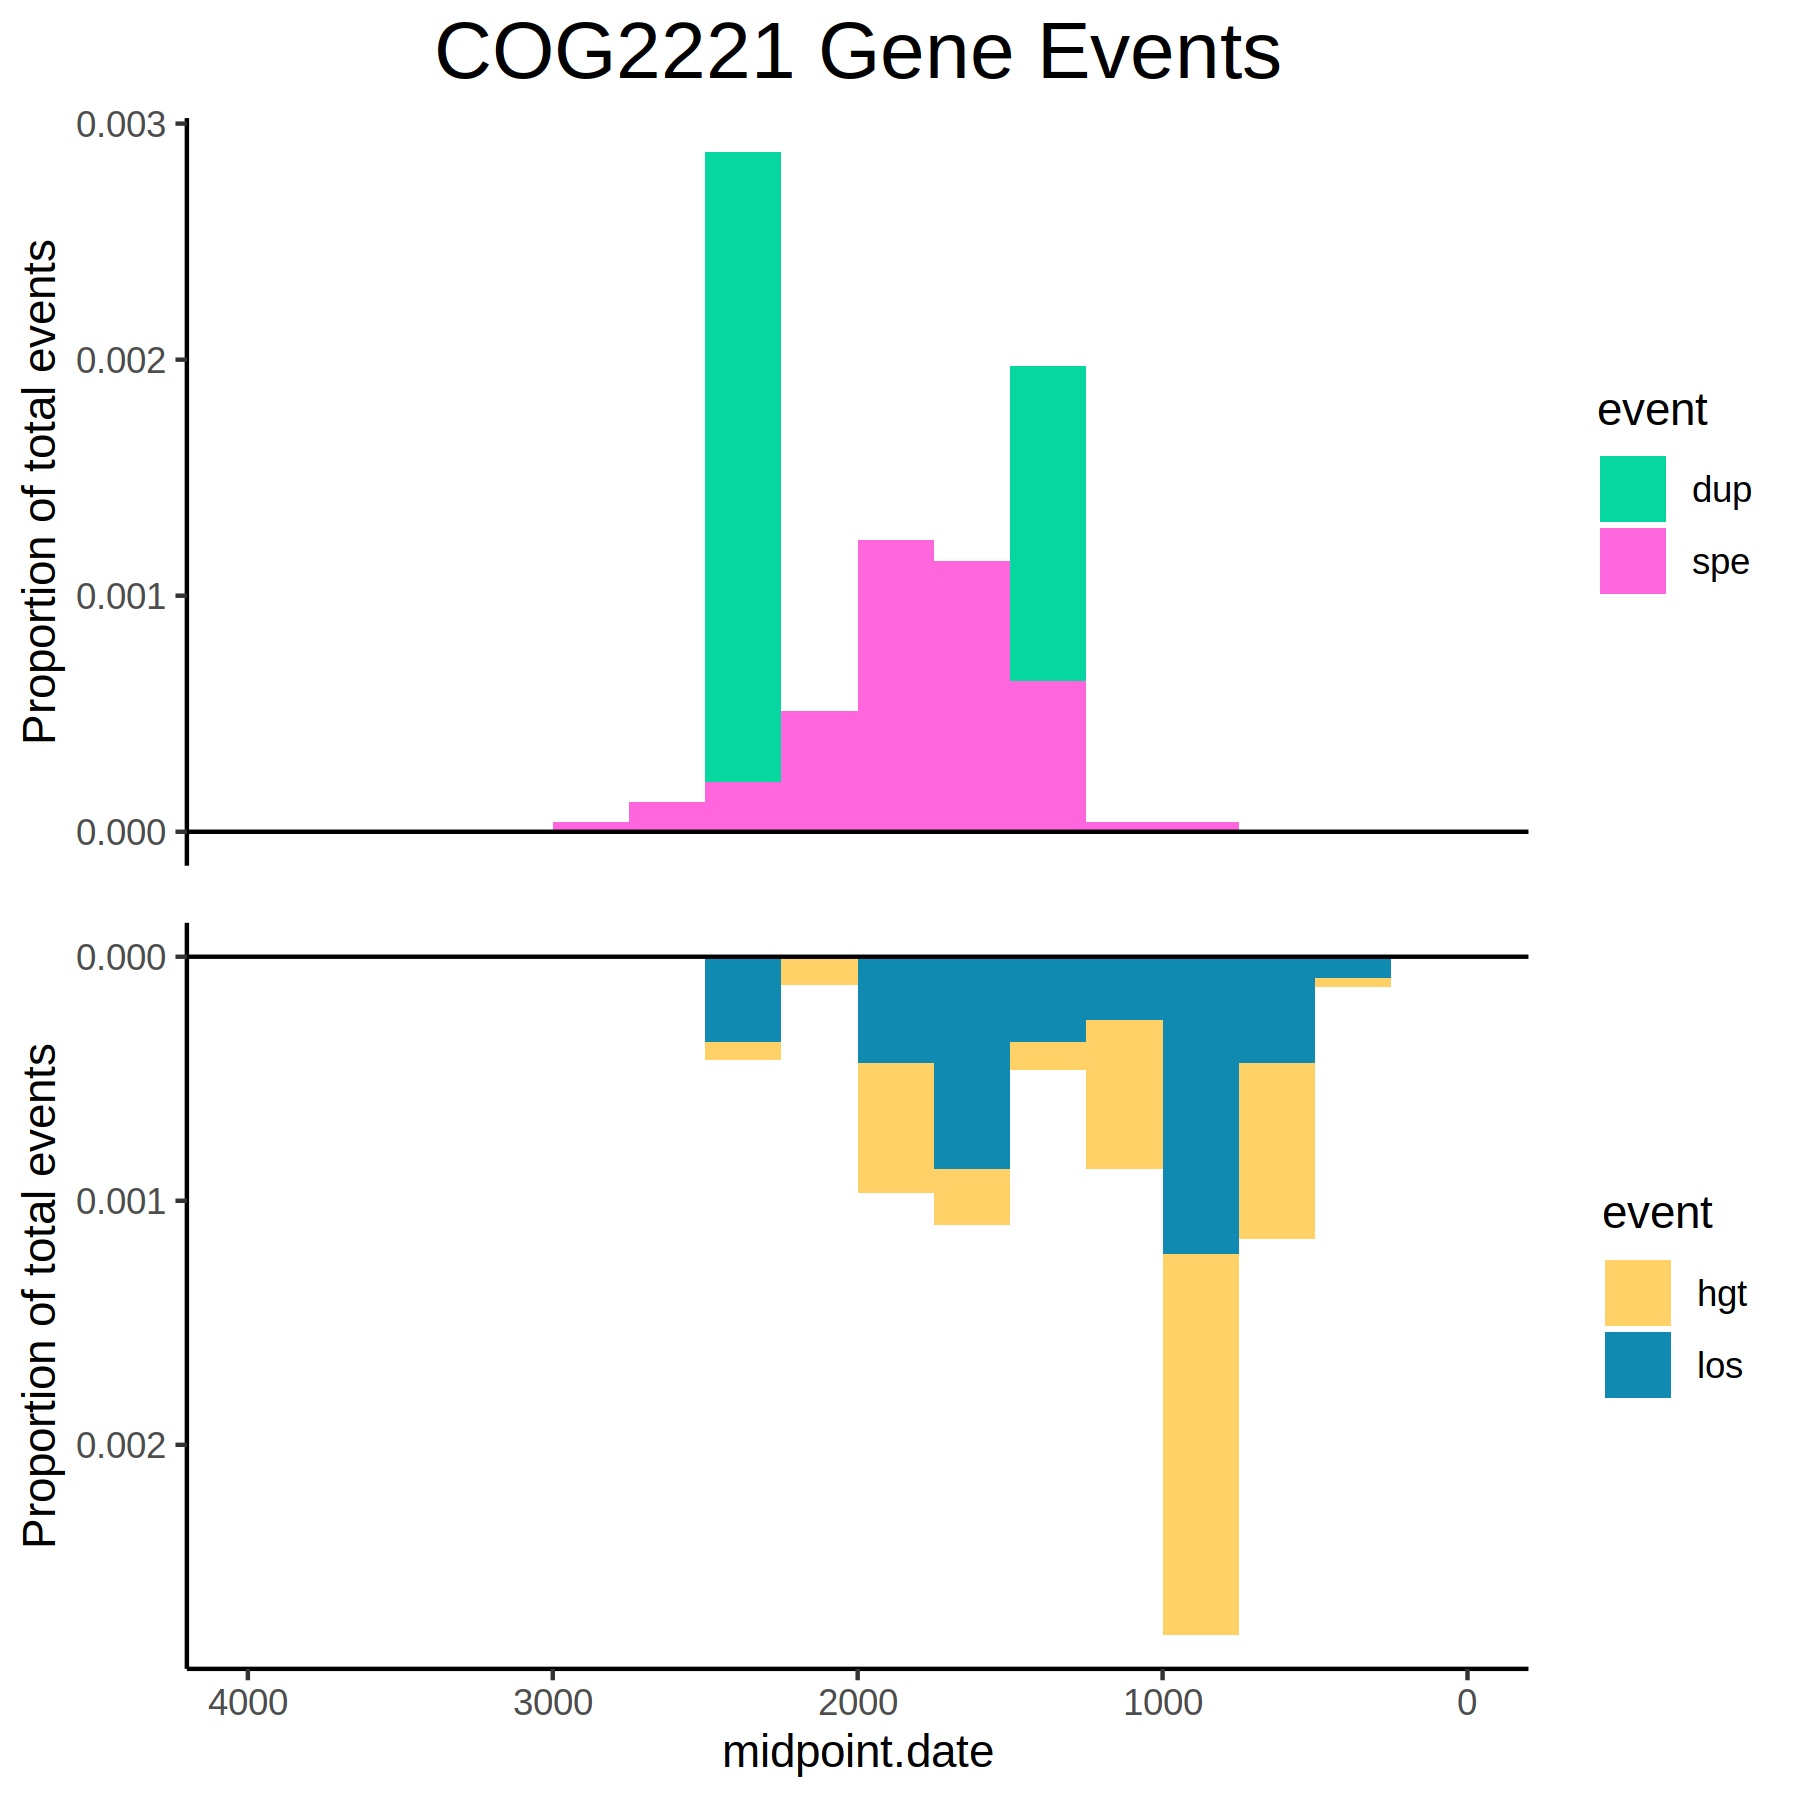 COG2221 Gene Events
Proportion of total events
0.003
0.002
0.001
0.000
event
dup
spe
Proportion of total events
0.000
0.001
0.002
event
hgt
los
4000 3000 2000 1000 0
midpoint.date